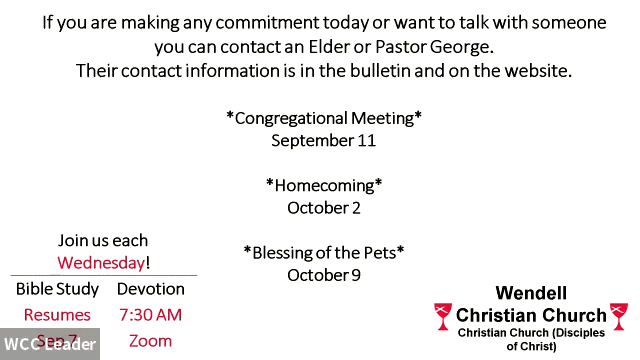 If you are making any commitment today or want to talk with someone
you can contact an Elder or Pastor George.
Their contact information is in the bulletin and on the website.
*Congregational Meeting*
September 11
*Homecoming*
October 2
*Blessing of the Pets*
October 9
Join us each
Wednesday!
Bible Study Devotion
Resumes 7:30 AM
Sep 7 Zoom
WCC Leader
Wendell
Christian Church
Christian Church (Disciples
of Christ)